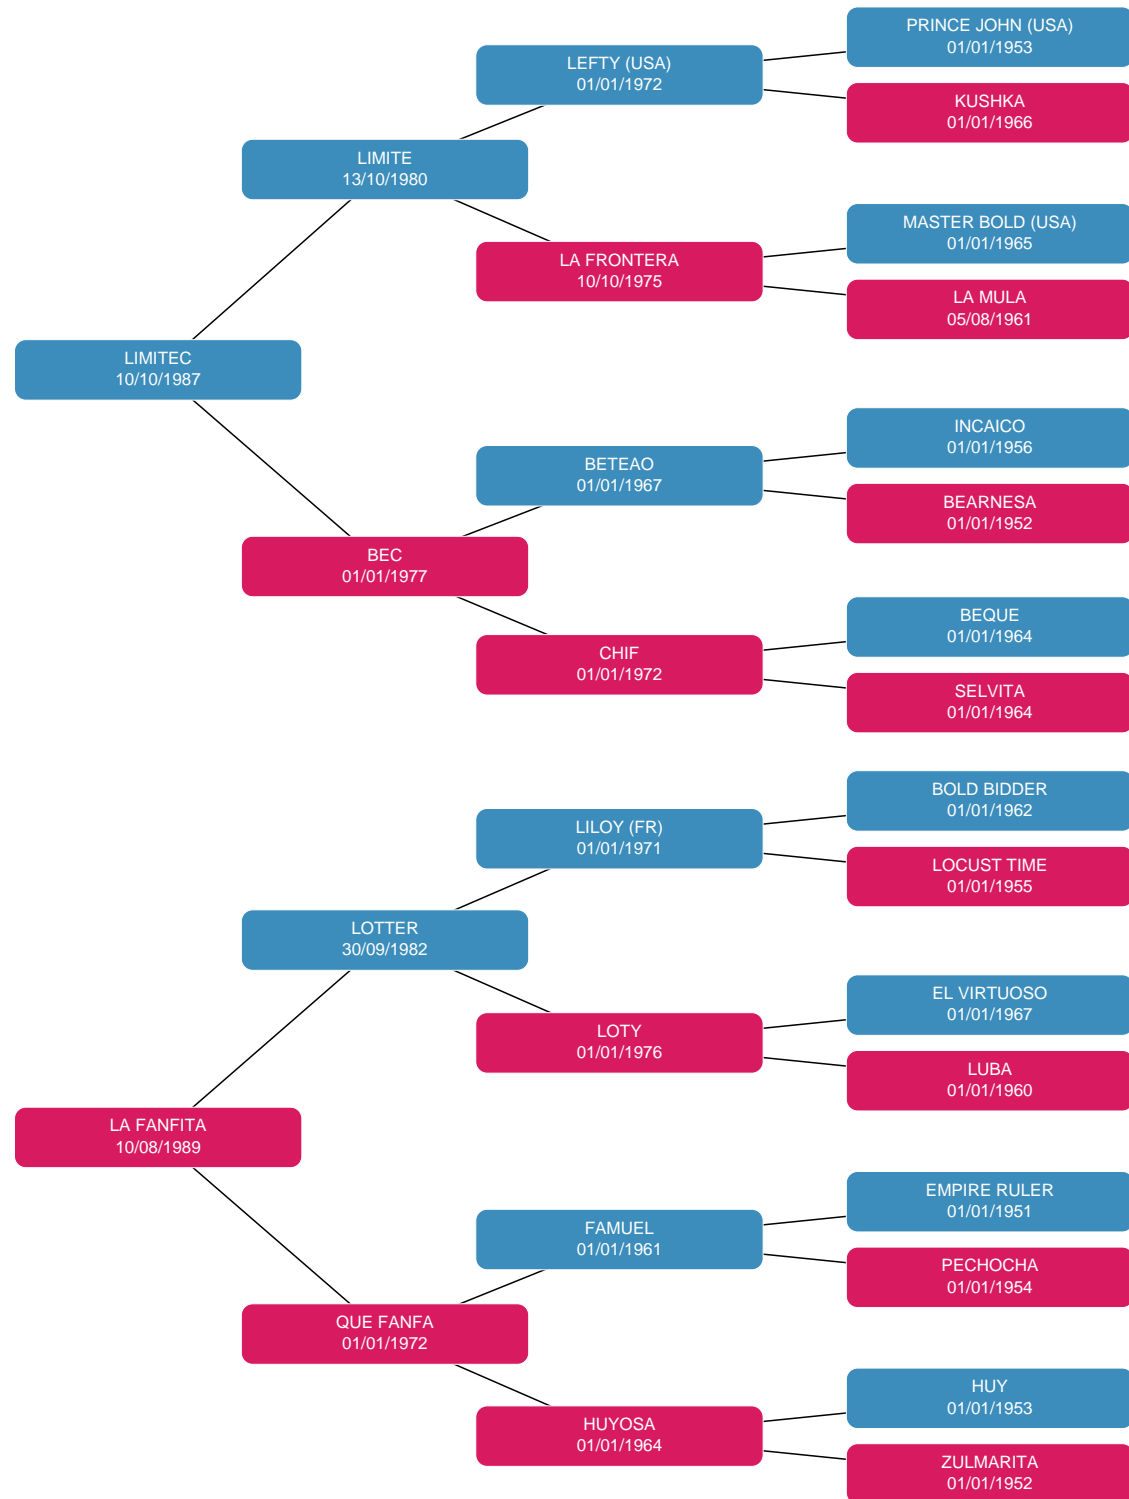 PRINCE JOHN (USA)
01/01/1953
LEFTY (USA)
01/01/1972
KUSHKA
01/01/1966
LIMITE
13/10/1980
MASTER BOLD (USA)
01/01/1965
LA FRONTERA
10/10/1975
LA MULA
05/08/1961
LIMITEC
10/10/1987
INCAICO
01/01/1956
BETEAO
01/01/1967
BEARNESA
01/01/1952
BEC
01/01/1977
BEQUE
01/01/1964
CHIF
01/01/1972
SELVITA
01/01/1964
BOLD BIDDER
01/01/1962
LILOY (FR)
01/01/1971
LOCUST TIME
01/01/1955
LOTTER
30/09/1982
EL VIRTUOSO
01/01/1967
LOTY
01/01/1976
LUBA
01/01/1960
LA FANFITA
10/08/1989
EMPIRE RULER
01/01/1951
FAMUEL
01/01/1961
PECHOCHA
01/01/1954
QUE FANFA
01/01/1972
HUY
01/01/1953
HUYOSA
01/01/1964
ZULMARITA
01/01/1952